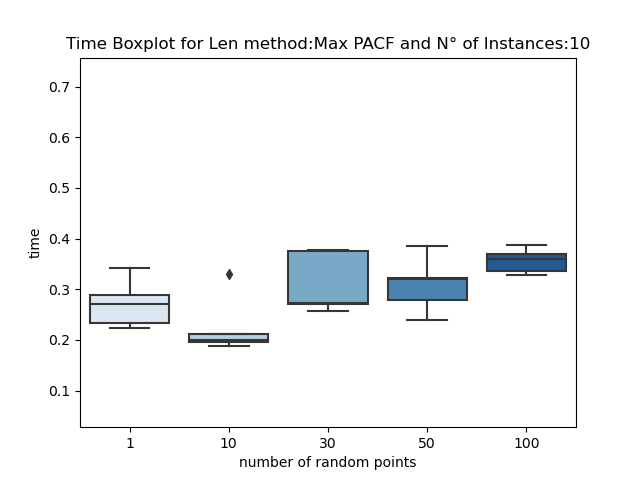 Time Boxplot for Len method:Max PACF and N° of Instances:10
0.7
0.6
0.5
0.4
0.3
0.2
0.1
time
1 10 30 50 100
number of random points